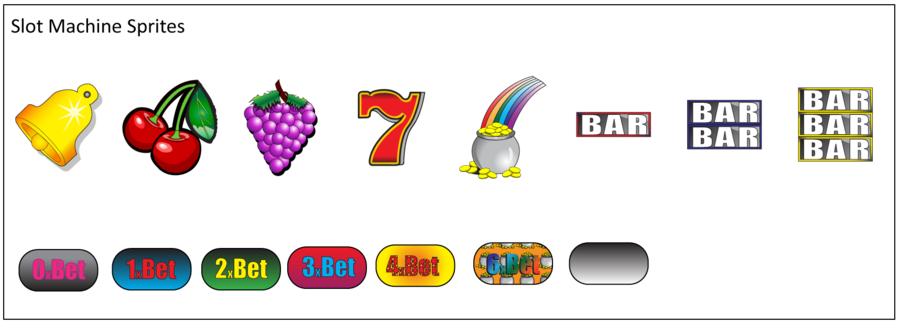 Slot Machine Sprites
7
BAR
BAR
BAR
BAR
BAR
BAR
0xBet
1xBet
2xBet
3xBet
4xBet
6xBet